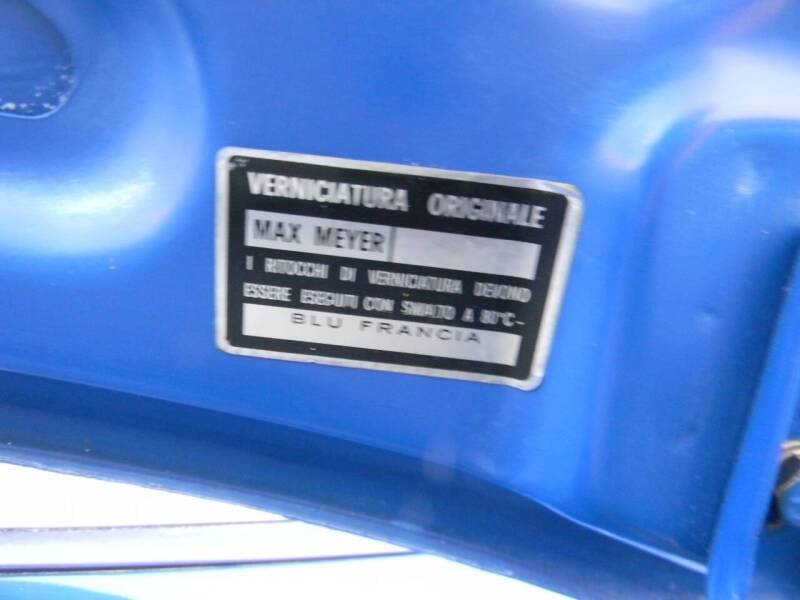 VERNICIATURA ORIGINALE
MAX MEYER
I RITOCCHI DI VERNICIATURA DEVONO
ESSERE ESEGUITI CON SMALTO A 80°C-
BLU FRANCIA